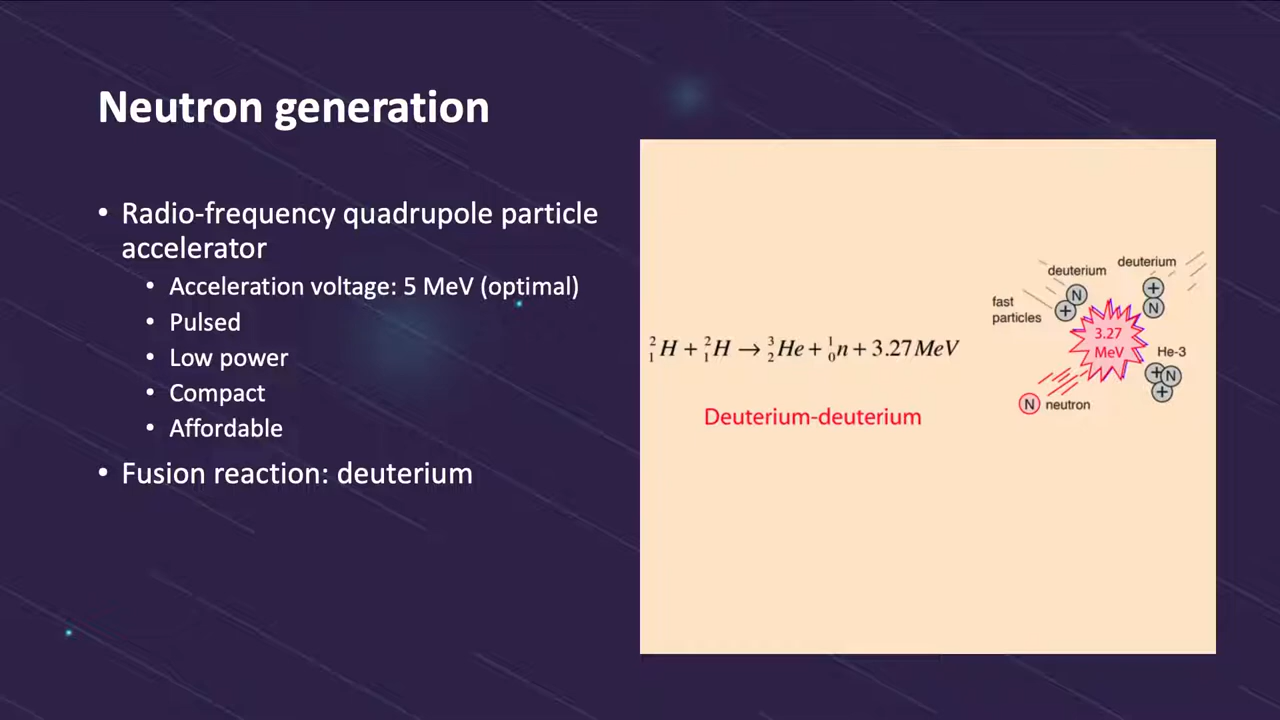 Neutron generation
• Radio-frequency quadrupole particle
accelerator
• Acceleration voltage: 5 MeV (optimal)
• Pulsed
• Low power
• Compact
• Affordable
• Fusion reaction: deuterium
²₁H + ²₁H → ³₂He + ¹₀n + 3.27 MeV
Deuterium-deuterium
deuterium
deuterium
fast
particles
N
+
+
N
3.27
MeV
He-3
+
N
+
N
neutron